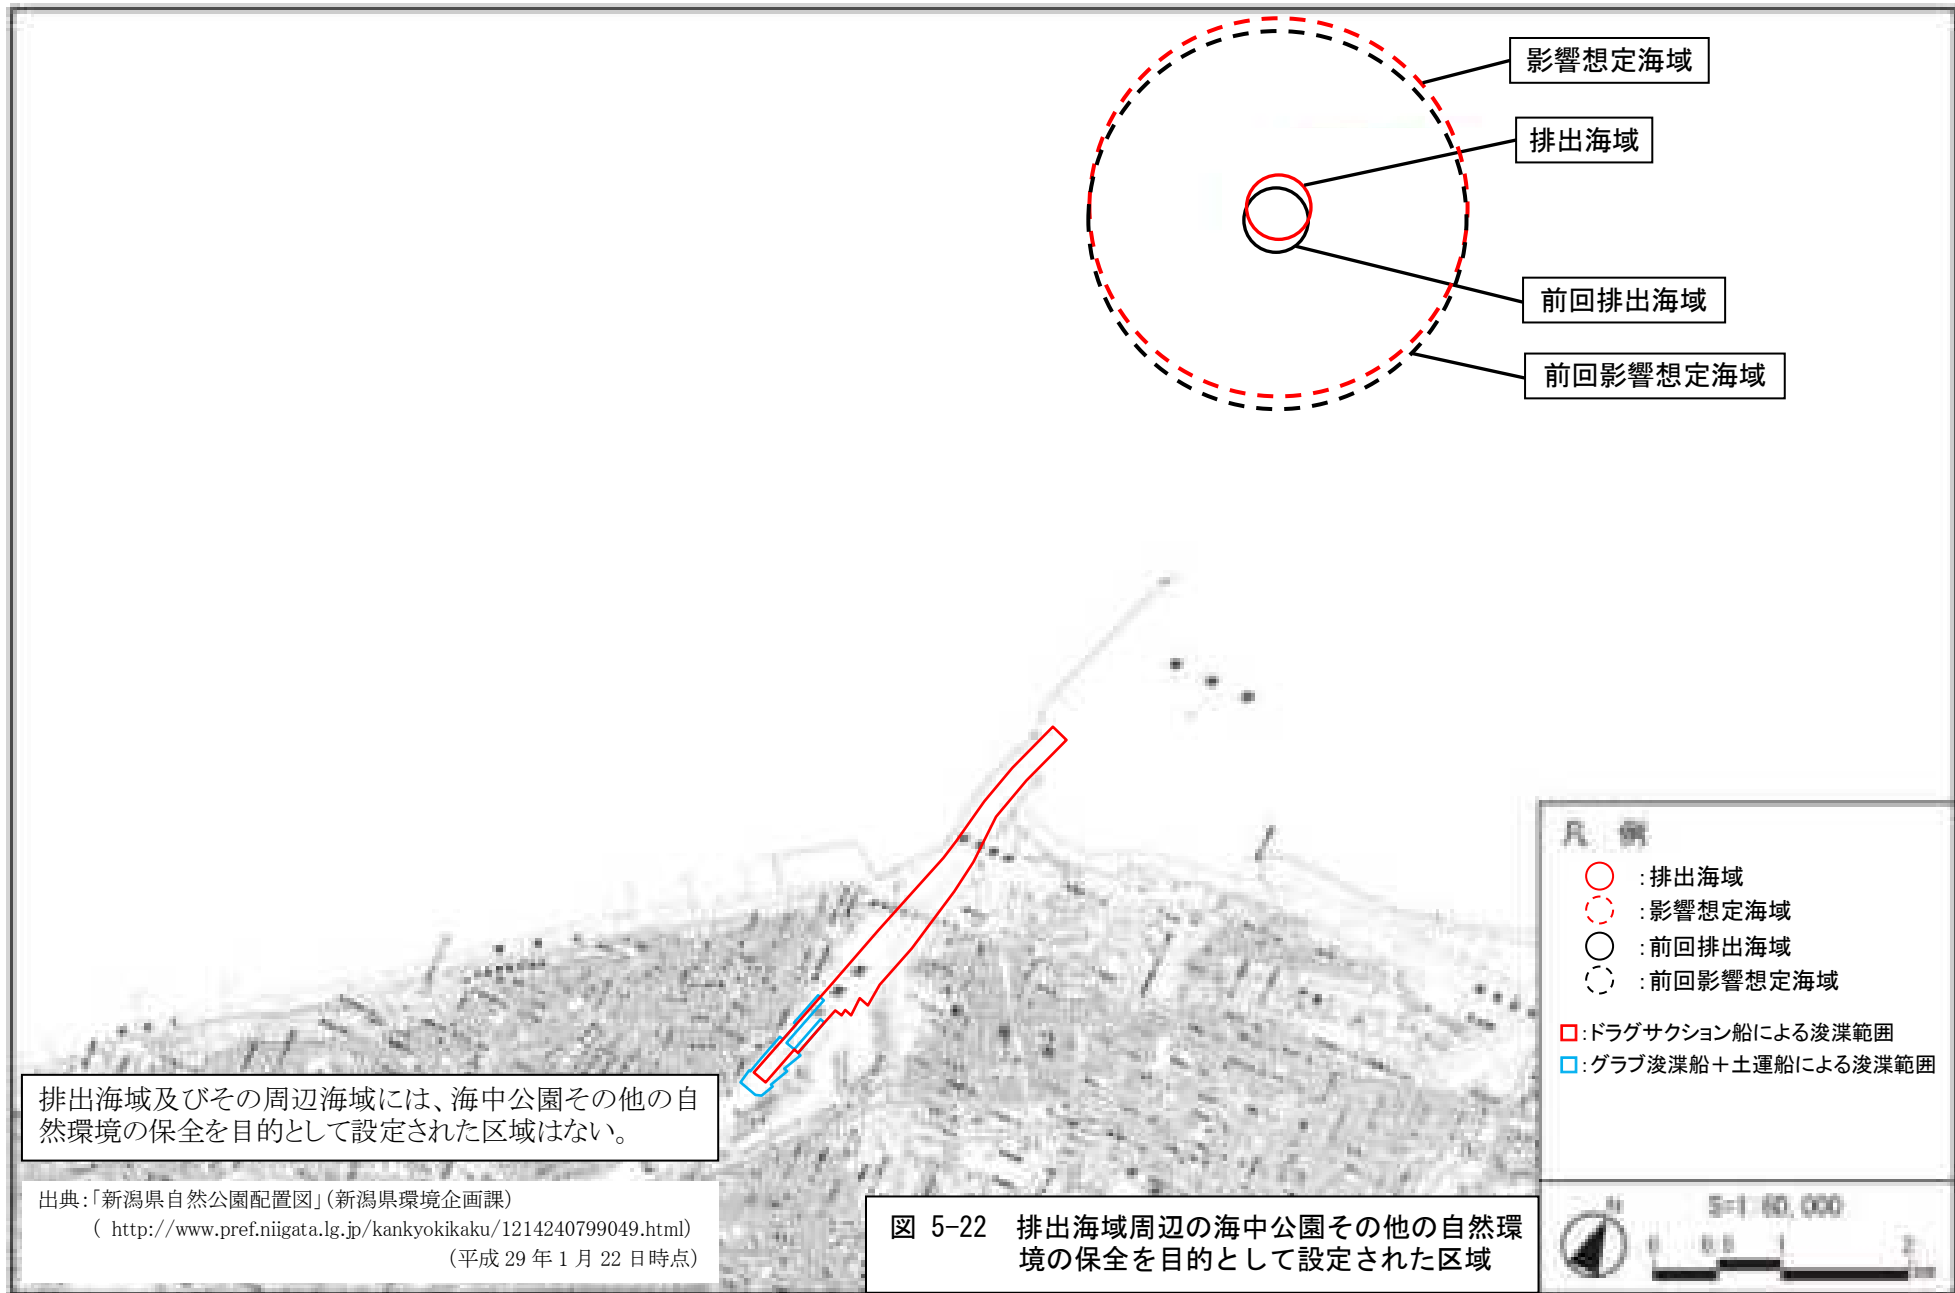 影響想定海域
排出海域
前回排出海域
前回影響想定海域
凡 例
:排出海域
:影響想定海域
:前回排出海域
:前回影響想定海域
:ドラグサクション船による浚渫範囲
:グラブ浚渫船＋土運船による浚渫範囲
排出海域及びその周辺海域には、海中公園その他の自
然環境の保全を目的として設定された区域はない。
出典：「新潟県自然公園配置図」（新潟県環境企画課）
（ http://www.pref.niigata.lg.jp/kankyokikaku/1214240799049.html）
（平成 29 年 1 月 22 日時点）
図 5-22 排出海域周辺の海中公園その他の自然環
境の保全を目的として設定された区域
N
S=1:60,000
0 0.5 1 2
km